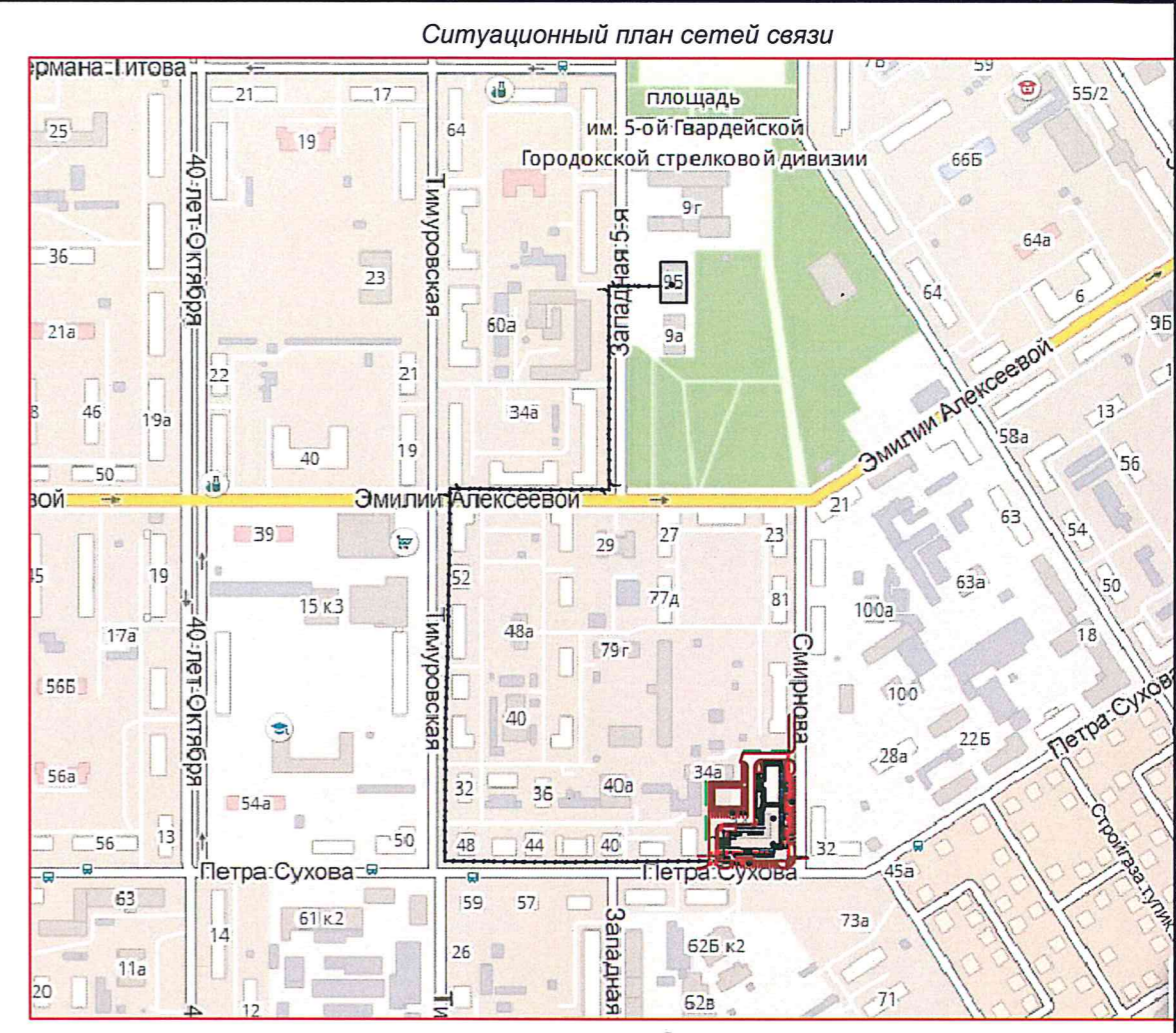 Ситуационный план сетей связи
ермана Титова
21
17
64
площадь
им. 5-ой Гвардейской
Городокской стрелковой дивизии
59
55/2
66Б
25
19
40 лет Октября
Тимуровская
Западная 5-я
9г
64а
36
23
9Б
64
6
9Б
21а
60а
9а
Эмилии Алексеевой
22
21
46
19а
34а
13
58а
40
19
56
50
вой
Эмилии Алексеевой
21
63
54
39
29
27
23
45
19
52
63а
50
15 к.3
77д
81
100а
17а
48а
79г
18
40 лет Октября
Тимуровская
Смирнова
56Б
100
Петра Сухова
40
22Б
28а
56а
32
36
40а
34а
54а
Стройгаза тупик
56
13
50
48
44
40
32
Петра Сухова
Петра Сухова
45а
63
59
57
61 к.2
14
Западная
73а
62Б к2
26
11а
20
4
12
Ти
62в
71